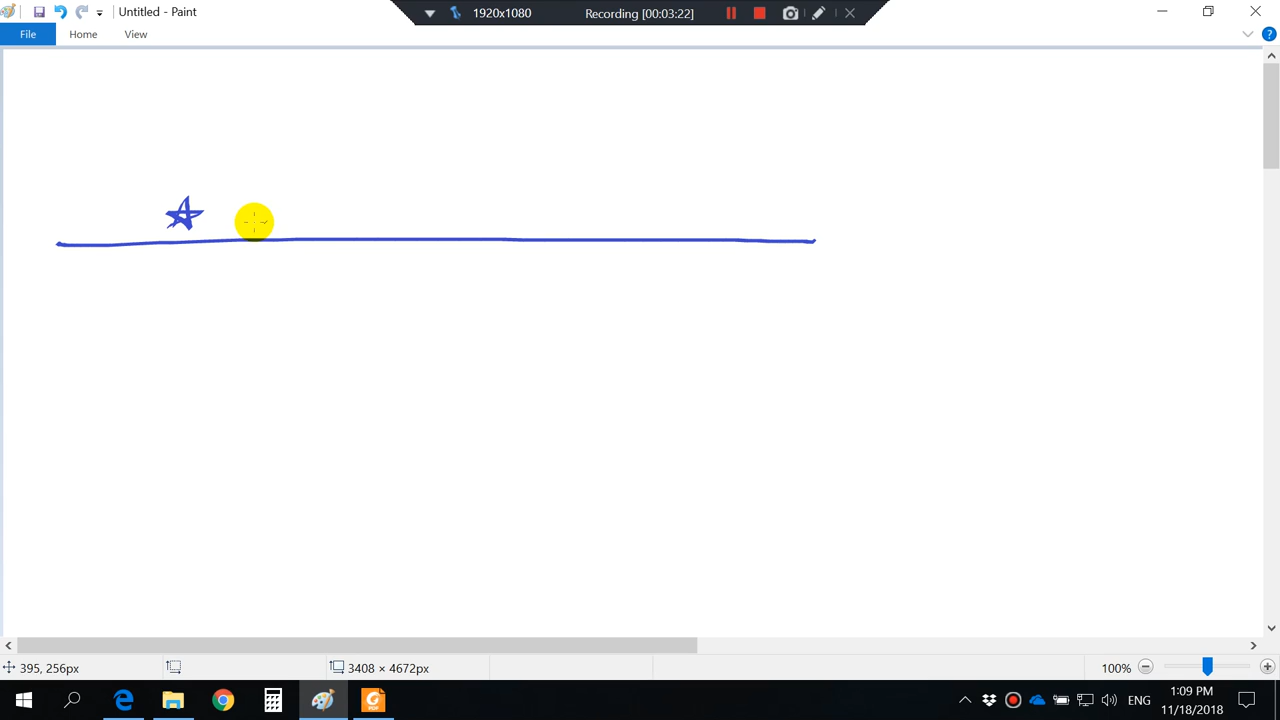 Untitled - Paint
1920x1080
Recording [00:03:22]
File
Home
View
?
395, 256px
3408 × 4672px
100%
ENG
1:09 PM
11/18/2018